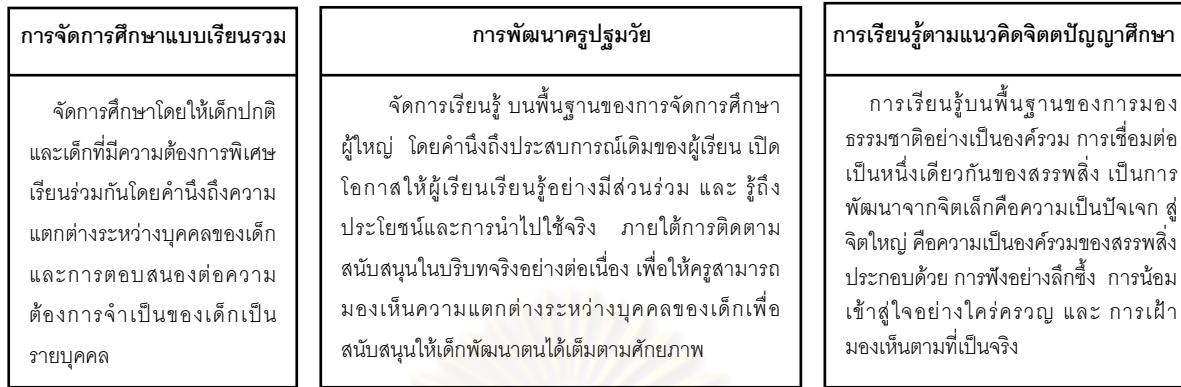 การจัดการศึกษาแบบเรียนรวม
จัดการศึกษาโดยให้เด็กปกติ
และเด็กที่มีความต้องการพิเศษ
เรียนร่วมกันโดยคำนึงถึงความ
แตกต่างระหว่างบุคคลของเด็ก
และการตอบสนองต่อความ
ต้องการจำเป็นของเด็กเป็น
รายบุคคล
การพัฒนาครูปฐมวัย
จัดการเรียนรู้ บนพื้นฐานของการจัดการศึกษา
ผู้ใหญ่ โดยคำนึงถึงประสบการณ์เดิมของผู้เรียน เปิด
โอกาสให้ผู้เรียนเรียนรู้อย่างมีส่วนร่วม และ รู้ถึง
ประโยชน์และการนำไปใช้จริง ภายใต้การติดตาม
สนับสนุนในบริบทจริงอย่างต่อเนื่อง เพื่อให้ครูสามารถ
มองเห็นความแตกต่างระหว่างบุคคลของเด็กเพื่อ
สนับสนุนให้เด็กพัฒนาตนได้เต็มตามศักยภาพ
การเรียนรู้ตามแนวคิดจิตตปัญญาศึกษา
การเรียนรู้บนพื้นฐานของการมอง
ธรรมชาติอย่างเป็นองค์รวม การเชื่อมต่อ
เป็นหนึ่งเดียวกันของสรรพสิ่ง เป็นการ
พัฒนาจากจิตเล็กคือความเป็นปัจเจก สู่
จิตใหญ่ คือความเป็นองค์รวมของสรรพสิ่ง
ประกอบด้วย การฟังอย่างลึกซึ้ง การน้อม
เข้าสู่ใจอย่างใคร่ครวญ และ การเฝ้า
มองเห็นตามที่เป็นจริง